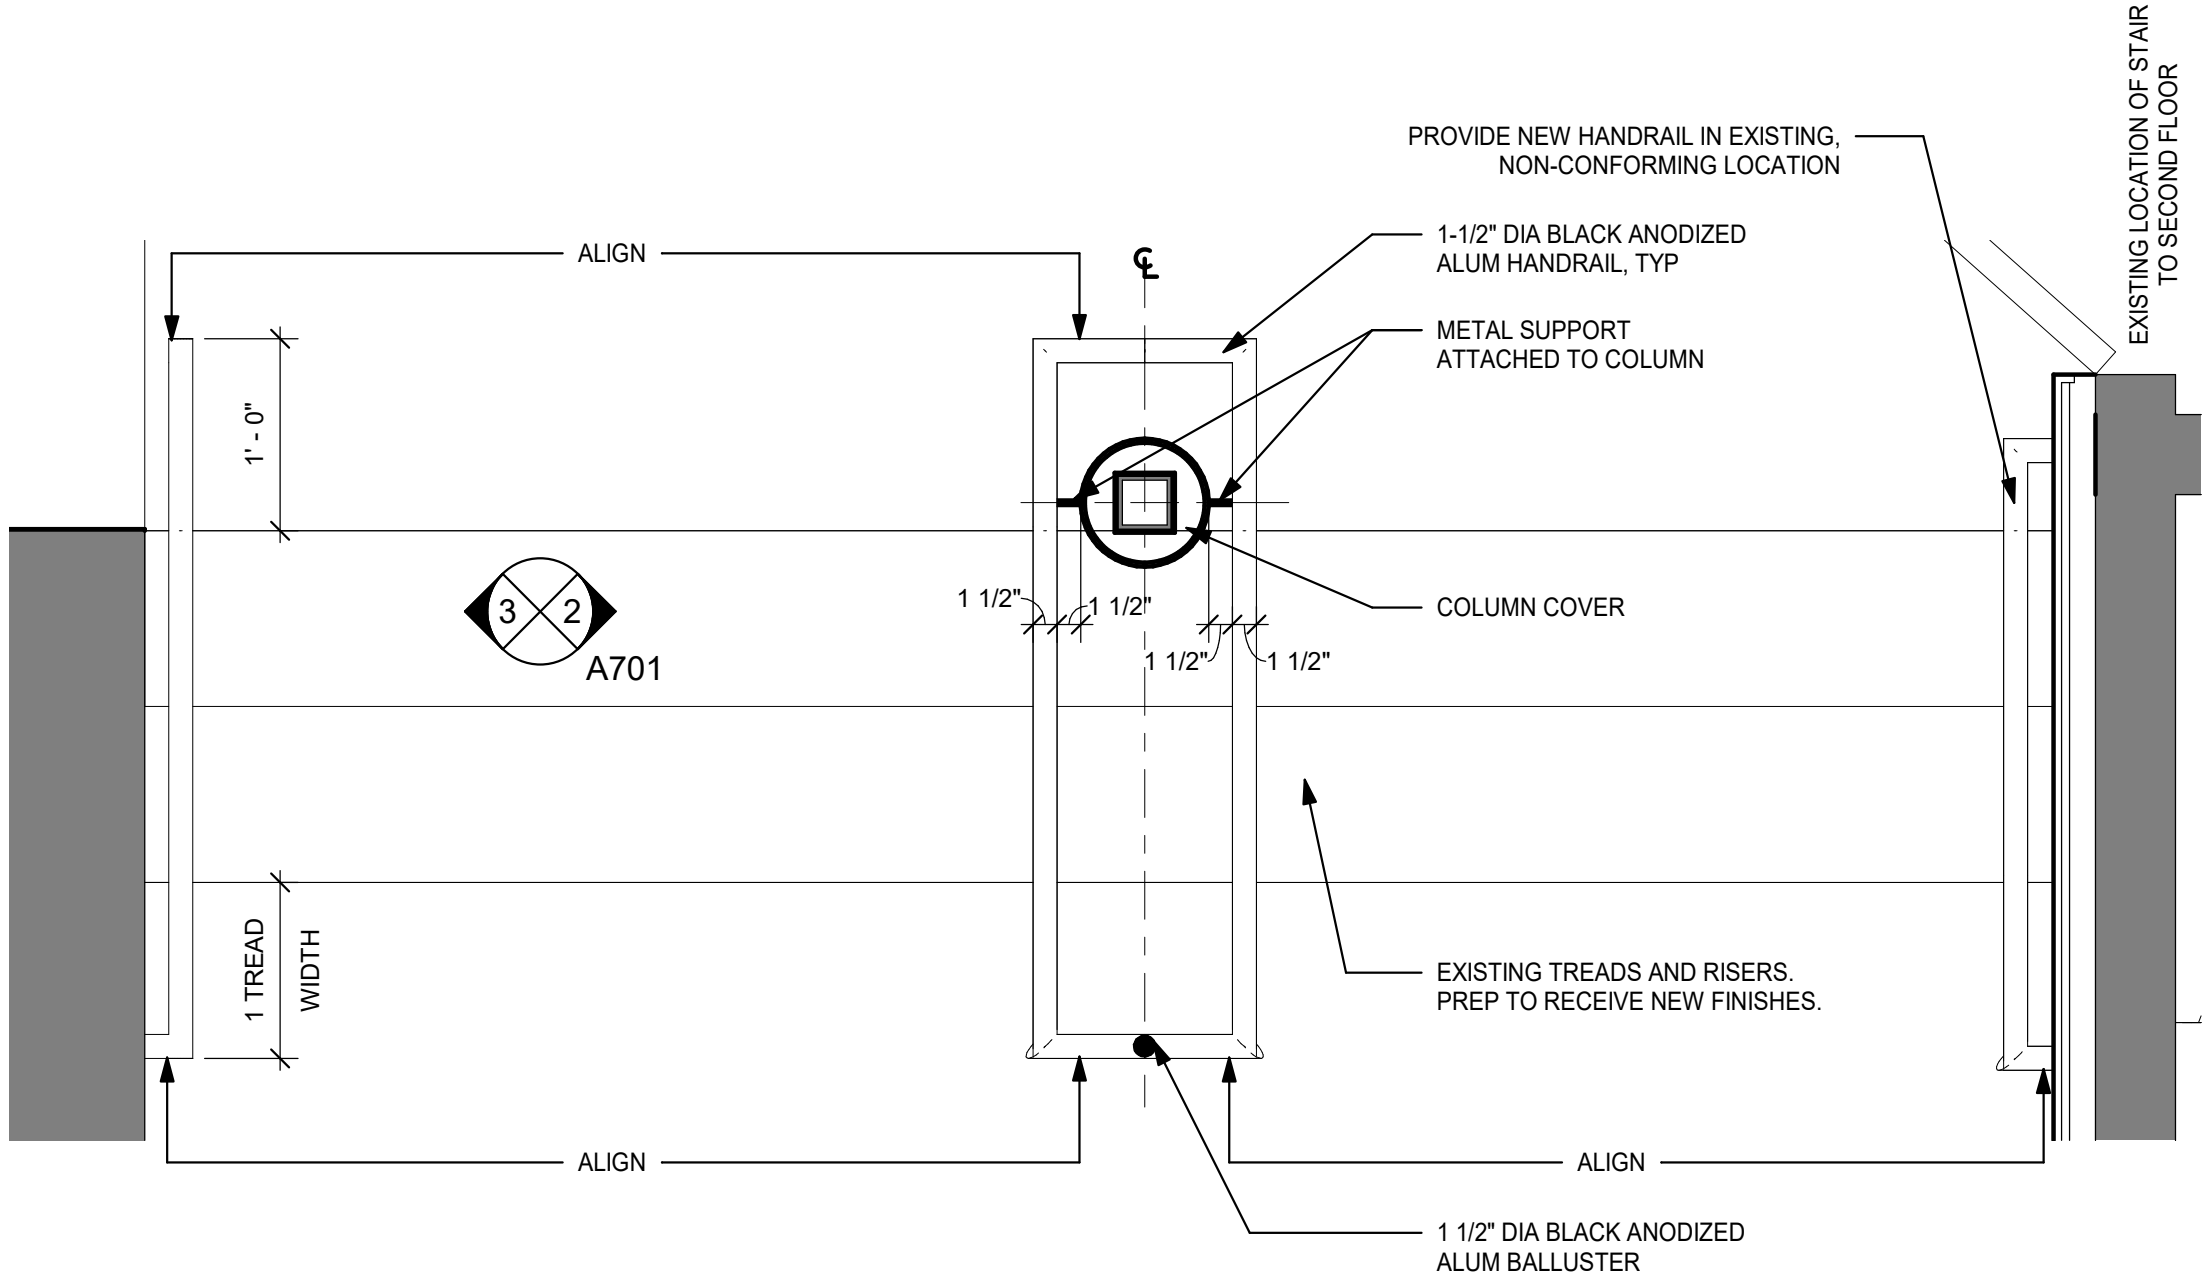 EXISTING LOCATION OF STAIR
TO SECOND FLOOR
PROVIDE NEW HANDRAIL IN EXISTING,
NON-CONFORMING LOCATION
1-1/2" DIA BLACK ANODIZED
ALUM HANDRAIL, TYP
ALIGN
℄
METAL SUPPORT
ATTACHED TO COLUMN
1' - 0"
3
2
A701
1 1/2"
1 1/2"
1 1/2"
1 1/2"
COLUMN COVER
1 TREAD
WIDTH
EXISTING TREADS AND RISERS.
PREP TO RECEIVE NEW FINISHES.
ALIGN
ALIGN
1 1/2" DIA BLACK ANODIZED
ALUM BALLUSTER